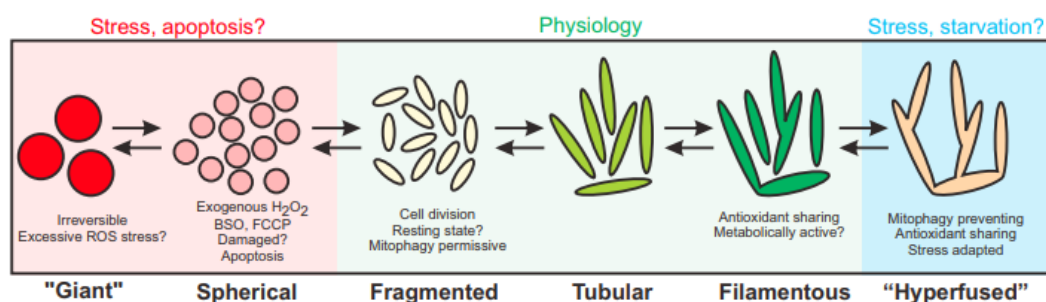 Stress, apoptosis?
Physiology
Stress, starvation?
Irreversible
Excessive ROS stress?
Exogenous H₂O₂
BSO, FCCP
Damaged?
Apoptosis
Cell division
Resting state?
Mitophagy permissive
Antioxidant sharing
Metabolically active?
Mitophagy preventing
Antioxidant sharing
Stress adapted
"Giant"
Spherical
Fragmented
Tubular
Filamentous
“Hyperfused”